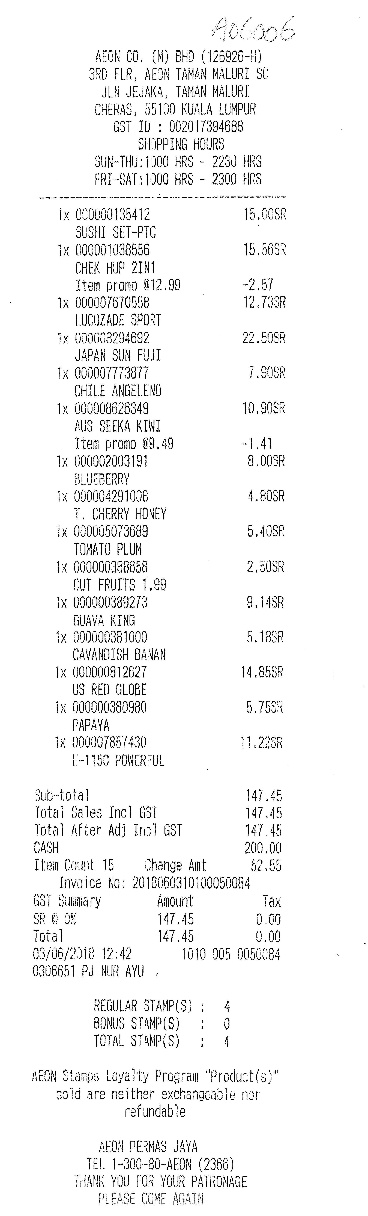 A06006
AEON CO. (M) BHD (126926-H)
3RD FLR, AEON TAMAN MALURI SC
JLN JEJAKA, TAMAN MALURI
CHERAS, 55100 KUALA LUMPUR
GST ID : 002017394688
SHOPPING HOURS
SUN-THU:1000 HRS - 2230 HRS
FRI-SAT:1000 HRS - 2300 HRS
1x 000000135412 15.00SR
SUSHI SET-PTC
1x 000001038556 15.56SR
CHEK HUP 2IN1
Item promo @12.99 -2.57
1x 000007670558 12.73SR
LUCOZADE SPORT
1x 000003294692 22.50SR
JAPAN SUN FUJI
1x 000007773877 7.90SR
CHILE ANGELENO
1x 000008628349 10.90SR
AUS SEEKA KIWI
Item promo @9.49 -1.41
1x 000002003191 8.00SR
BLUEBERRY
1x 000004291008 4.80SR
T. CHERRY HONEY
1x 000005073689 5.40SR
TOMATO PLUM
1x 2.50SR
CUT FRUITS 1.99
1x 000000389273 9.14SR
GUAVA KING
1x 000000381000 5.18SR
CAVANDISH BANAN
1x 000000812627 14.85SR
US RED GLOBE
1x 000000380980 5.75SR
PAPAYA
1x 000007857430 11.22SR
E-1150 POWERFUL
Sub-total 147.45
Total Sales Incl GST 147.45
Total After Adj Incl GST 147.45
CASH 200.00
Item Count 15 Change Amt 52.55
Invoice No: 2018060310100050084
GST Summary Amount Tax
SR @ 0% 147.45 0.00
Total 147.45 0.00
03/06/2018 12:42 1010 005 0050084
0306651 PJ NUR AYU
REGULAR STAMP(S) : 4
BONUS STAMP(S) : 0
TOTAL STAMP(S) : 4
AEON Stamps Loyalty Program "Product(s)"
sold are neither exchangeable nor
refundable
AEON PERMAS JAYA
TEL 1-300-80-AEON (2366)
THANK YOU FOR YOUR PATRONAGE
PLEASE COME AGAIN